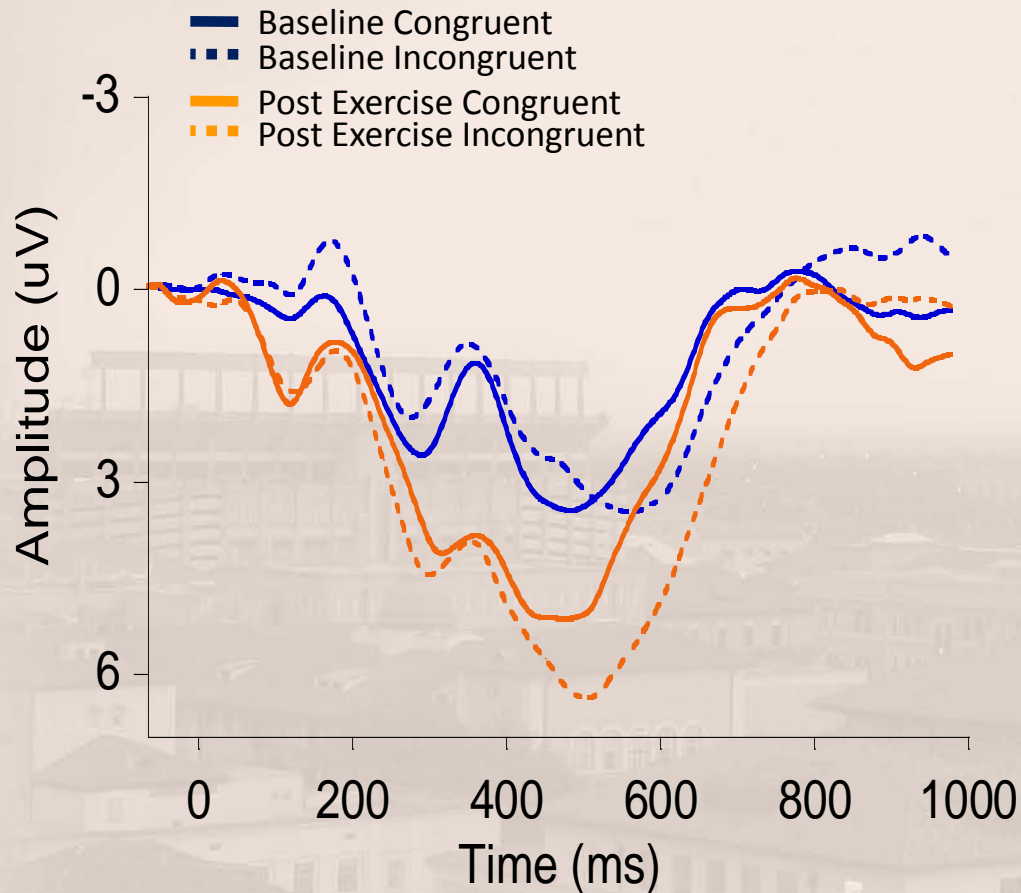 Baseline Congruent
Baseline Incongruent
Post Exercise Congruent
Post Exercise Incongruent
-3
0
3
6
Amplitude (uV)
0 200 400 600 800 1000
Time (ms)